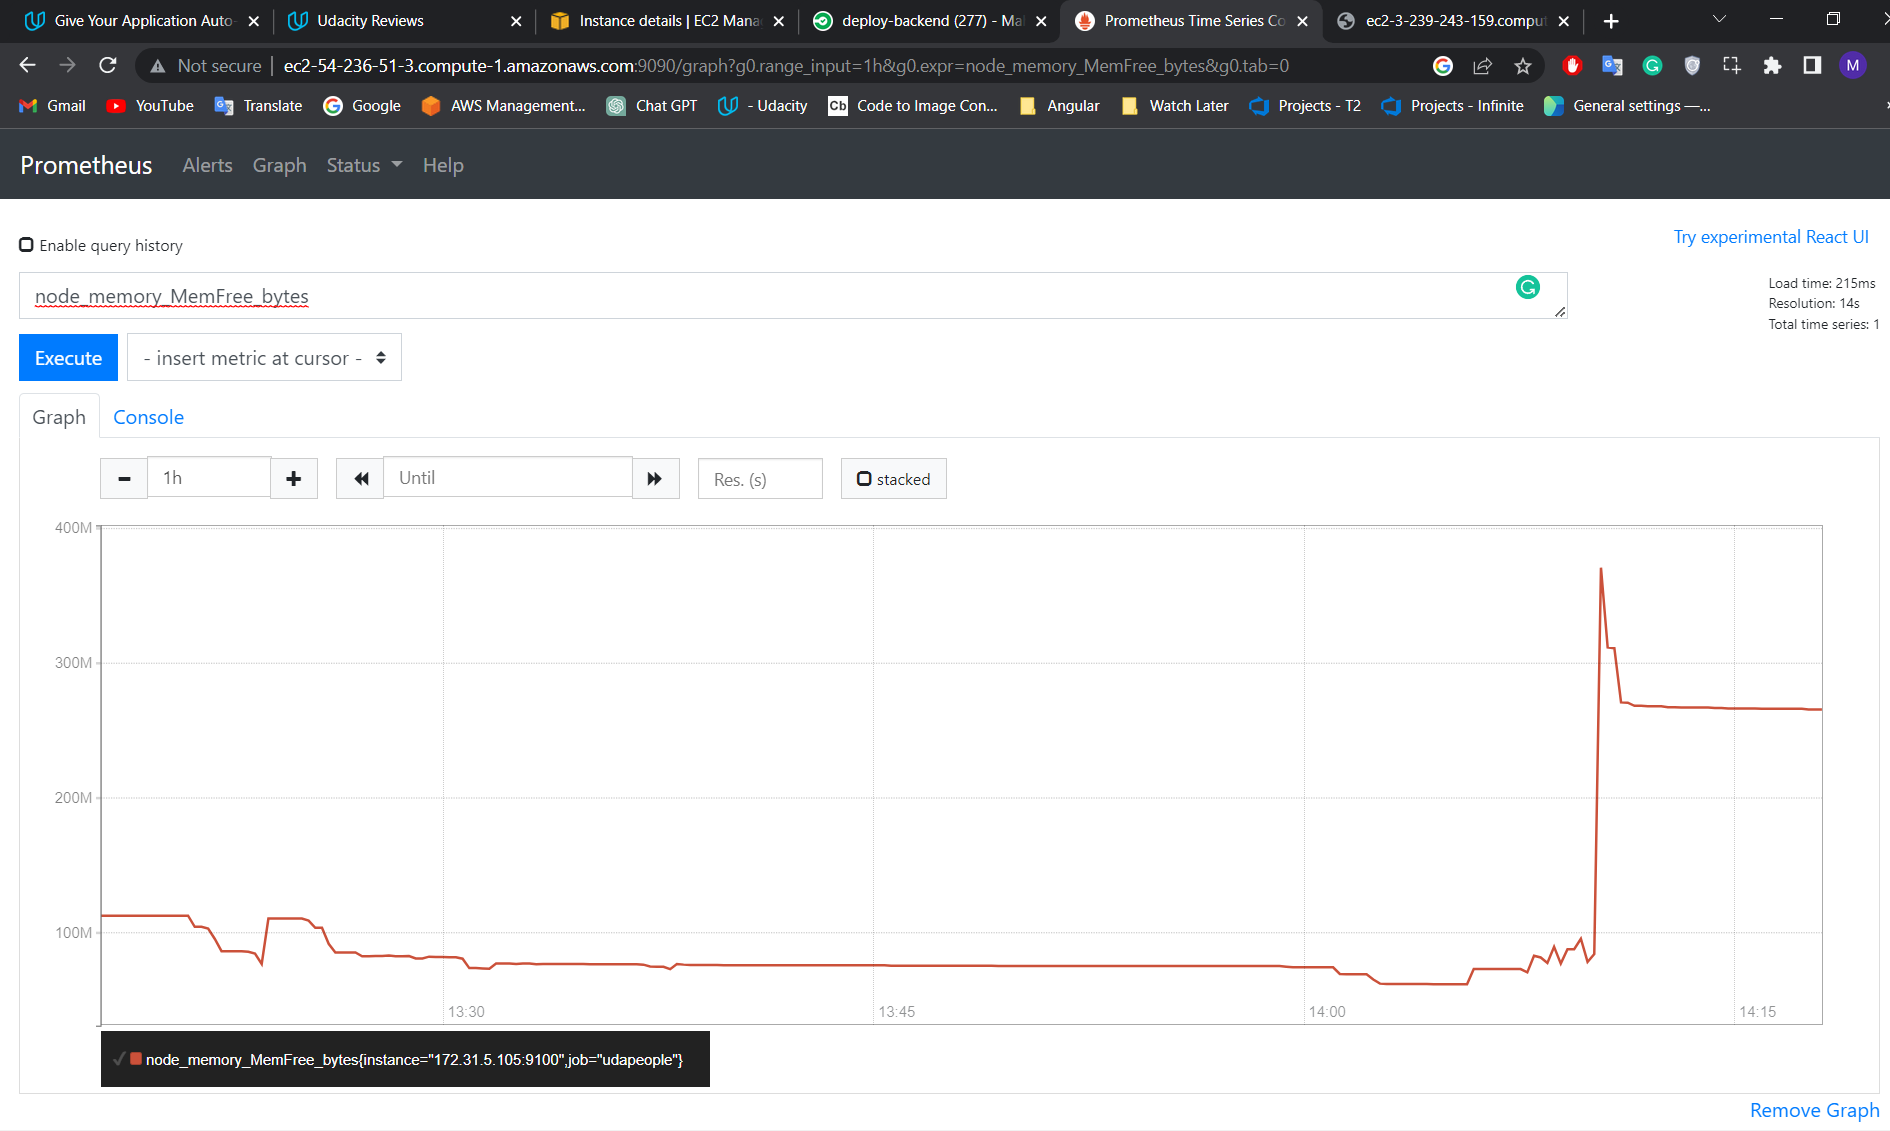 Give Your Application Auto-
Udacity Reviews
Instance details | EC2 Mana
deploy-backend (277) - Ma
Prometheus Time Series Co
ec2-3-239-243-159.comput
Not secure
ec2-54-236-51-3.compute-1.amazonaws.com:9090/graph?g0.range_input=1h&g0.expr=node_memory_MemFree_bytes&g0.tab=0
M
Gmail
YouTube
Translate
Google
AWS Management...
Chat GPT
- Udacity
Cb
Code to Image Con...
Angular
Watch Later
Projects - T2
Projects - Infinite
General settings —...
Prometheus
Alerts
Graph
Status
Help
Enable query history
Try experimental React UI
node_memory_MemFree_bytes
Load time: 215ms
Resolution: 14s
Total time series: 1
Execute
- insert metric at cursor -
Graph
Console
1h
Until
Res. (s)
stacked
400M
300M
200M
100M
13:30
13:45
14:00
14:15
node_memory_MemFree_bytes{instance="172.31.5.105:9100",job="udapeople"}
Remove Graph